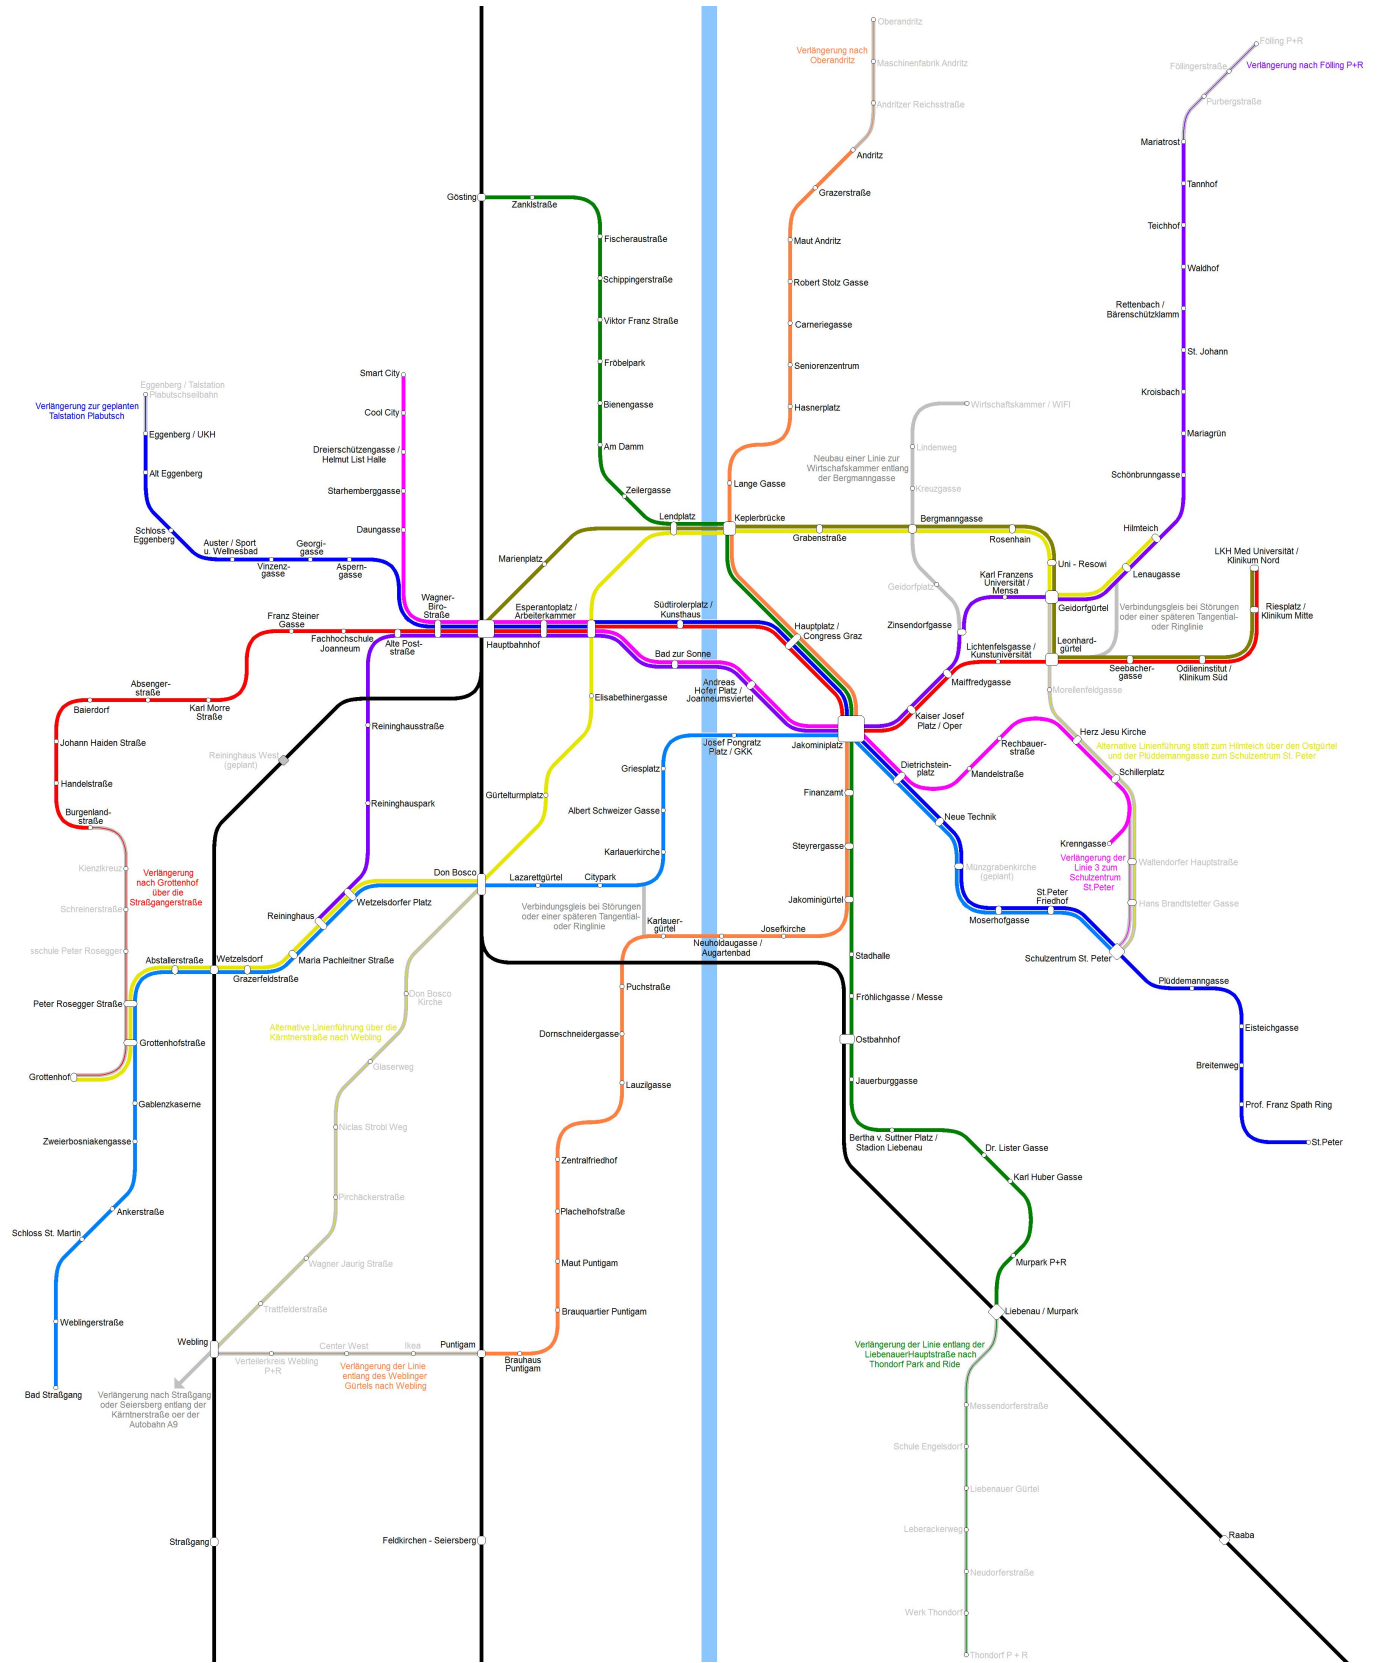 Oberandritz
Verlängerung nach
Oberandritz
Maschinenfabrik Andritz
Andritzer Reichsstraße
Andritz
Grazerstraße
Maut Andritz
Robert Stolz Gasse
Carneriegasse
Seniorenzentrum
Hasnerplatz
Lange Gasse
Keplerbrücke
Fölling P+R
Föllingerstraße
Verlängerung nach Fölling P+R
Purbergstraße
Mariatrost
Tannhof
Teichhof
Waldhof
Rettenbach /
Bärenschützklamm
St. Johann
Kroisbach
Mariagrün
Schönbrunngasse
Hilmteich
Lenaugasse
Gösting
Zanklstraße
Fischeraustraße
Schippingerstraße
Viktor Franz Straße
Fröbelpark
Bienengasse
Am Damm
Zeilergasse
Lendplatz
Smart City
Cool City
Dreierschützengasse /
Helmut List Halle
Starhemberggasse
Daungasse
Eggenberg / Talstation
Plabutschseilbahn
Verlängerung zur geplanten
Talstation Plabutsch
Eggenberg / UKH
Alt Eggenberg
Schloss
Eggenberg
Auster / Sport
u. Wellnesbad
Vinzenz-
gasse
Georgi-
gasse
Aspern-
gasse
Wagner-
Biro-
Straße
Wirtschaftskammer / WIFI
Lindenweg
Neubau einer Linie zur
Wirtschafskammer entlang
der Bergmanngasse
Kreuzgasse
Bergmanngasse
Grabenstraße
Rosenhain
Uni - Resowi
Geidorfplatz
Karl Franzens
Universität /
Mensa
Geidorfgürtel
Zinsendorfgasse
LKH Med Universität /
Klinikum Nord
Riesplatz /
Klinikum Mitte
Verbindungsgleis bei Störungen
oder einer späteren Tangential-
oder Ringlinie
Leonhard-
gürtel
Seebacher-
gasse
Odilieninstitut /
Klinikum Süd
Lichtenfelsgasse /
Kunstuniversität
Maiffredygasse
Kaiser Josef
Platz / Oper
Morellenfeldgasse
Marienplatz
Esperantoplatz /
Arbeiterkammer
Südtirolerplatz /
Kunsthaus
Hauptplatz /
Congress Graz
Franz Steiner
Gasse
Fachhochschule
Joanneum
Alte Post-
straße
Hauptbahnhof
Bad zur Sonne
Andreas
Hofer Platz /
Joanneumsviertel
Absenger-
straße
Baierdorf
Karl Morre
Straße
Johann Haiden Straße
Handelstraße
Burgenland-
straße
Kienzkreuz
Verlängerung
nach Grottenhof
über die
Straßgangerstraße
Schreinerstraße
sschule Peter Rosegger
Reininghaus West
(geplant)
Reininghausstraße
Reininghauspark
Elisabethinergasse
Gürtelturmplatz
Josef Pongratz
Platz / GKK
Jakominiplatz
Griesplatz
Albert Schweizer Gasse
Karlauerkirche
Dietrichstein-
platz
Mandelstraße
Rechbauer-
straße
Herz Jesu Kirche
Alternative Linienführung statt zum Hilmteich über den Ostgürtel
und der Plüddemanngasse zum Schulzentrum St. Peter
Schillerplatz
Krenngasse
Verlängerung der
Linie 3 zum
Schulzentrum
St.Peter
Waltendorfer Hauptstraße
Hans Brandtstetter Gasse
Finanzamt
Neue Technik
Steyrergasse
Münzgrabenkirche
(geplant)
Jakominigürtel
Moserhofgasse
St.Peter
Friedhof
Schulzentrum St. Peter
Plüddemanngasse
Eisteichgasse
Breitenweg
Prof. Franz Spath Ring
St.Peter
Don Bosco
Lazarettgürtel
Citypark
Verbindungsgleis bei Störungen
oder einer späteren Tangential-
oder Ringlinie
Karlauer-
gürtel
Neuholdaugasse /
Augartenbad
Josefkirche
Reininghaus
Wetzelsdorfer Platz
Abstallerstraße
Wetzelsdorf
Grazerfeldstraße
Maria Pachleitner Straße
Peter Rosegger Straße
Grottenhofstraße
Grottenhof
Gablenzkaserne
Zweierbosniakengasse
Ankerstraße
Schloss St. Martin
Weblingerstraße
Bad Straßgang
Alternative Linienführung über die
Kärntnerstraße nach Webling
Don Bosco
Kirche
Glaserweg
Niclas Strobl Weg
Pirchäckerstraße
Wagner Jaurig Straße
Trattfelderstraße
Webling
Verteilerkreis Webling
P+R
Center West
Ikea
Puntigam
Verlängerung der Linie
entlang des Weblinger
Gürtels nach Webling
Verlängerung nach Straßgang
oder Seiersberg entlang der
Kärntnerstraße oer der
Autobahn A9
Puchstraße
Dornschneidergasse
Lauzilgasse
Zentralfriedhof
Plachelhofstraße
Maut Puntigam
Brauquartier Puntigam
Brauhaus
Puntigam
Stadhalle
Fröhlichgasse / Messe
Ostbahnhof
Jauerburggasse
Bertha v. Suttner Platz /
Stadion Liebenau
Dr. Lister Gasse
Karl Huber Gasse
Murpark P+R
Liebenau / Murpark
Verlängerung der Linie entlang der
LiebenauerHauptstraße nach
Thondorf Park and Ride
Messendorferstraße
Schule Engelsdorf
Liebenauer Gürtel
Leberackerweg
Neudorferstraße
Werk Thondorf
Thondorf P + R
Straßgang
Feldkirchen - Seiersberg
Raaba